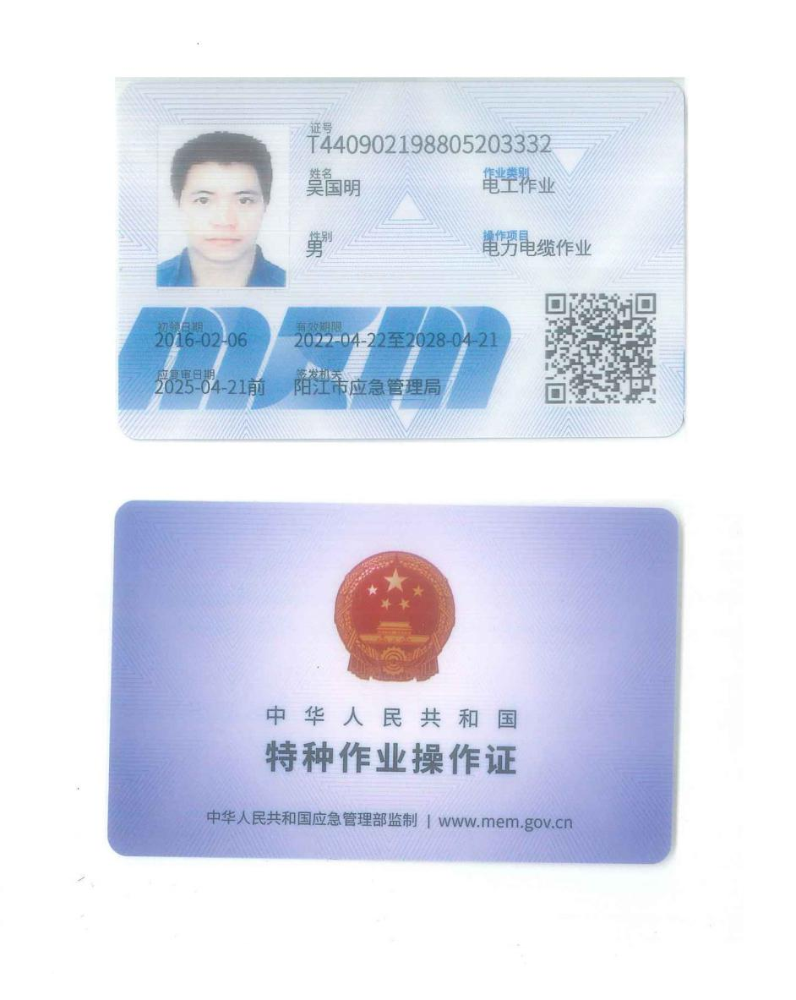 证号
T440902198805203332
姓名
吴国明
作业类别
电工作业
性别
男
操作项目
电力电缆作业
初领日期
2016-02-06
有效期限
2022-04-22至2028-04-21
应复审日期
2025-04-21前
签发机关
阳江市应急管理局
mem
中华人民共和国
特种作业操作证
中华人民共和国应急管理部监制 | www.mem.gov.cn